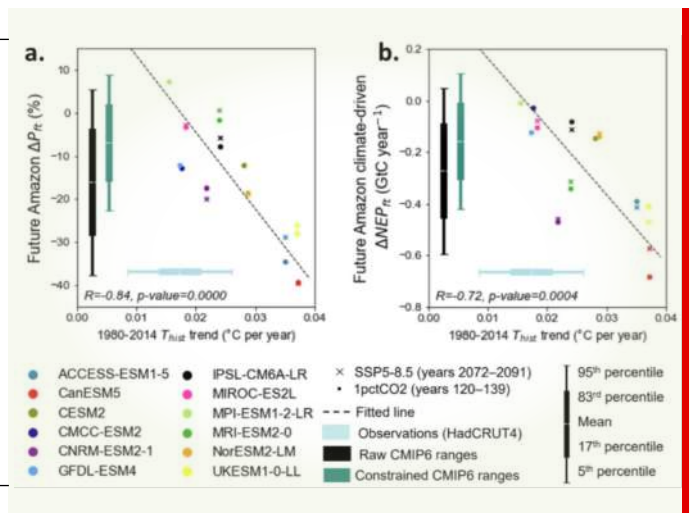 a.
b.
10
0
−10
−20
−30
−40
Future Amazon ΔP_ft (%)
R=-0.84, p-value=0.0000
0.00 0.01 0.02 0.03 0.04
1980-2014 T_hist trend (°C per year)
0.2
0.0
−0.2
−0.4
−0.6
−0.8
Future Amazon climate-driven
ΔNEP_ft (GtC year⁻¹)
R=-0.72, p-value=0.0004
0.00 0.01 0.02 0.03 0.04
1980-2014 T_hist trend (°C per year)
ACCESS-ESM1-5
CanESM5
CESM2
CMCC-ESM2
CNRM-ESM2-1
GFDL-ESM4
IPSL-CM6A-LR
MIROC-ES2L
MPI-ESM1-2-LR
MRI-ESM2-0
NorESM2-LM
UKESM1-0-LL
SSP5-8.5 (years 2072–2091)
1pctCO2 (years 120–139)
Fitted line
Observations (HadCRUT4)
Raw CMIP6 ranges
Constrained CMIP6 ranges
95th percentile
83rd percentile
Mean
17th percentile
5th percentile